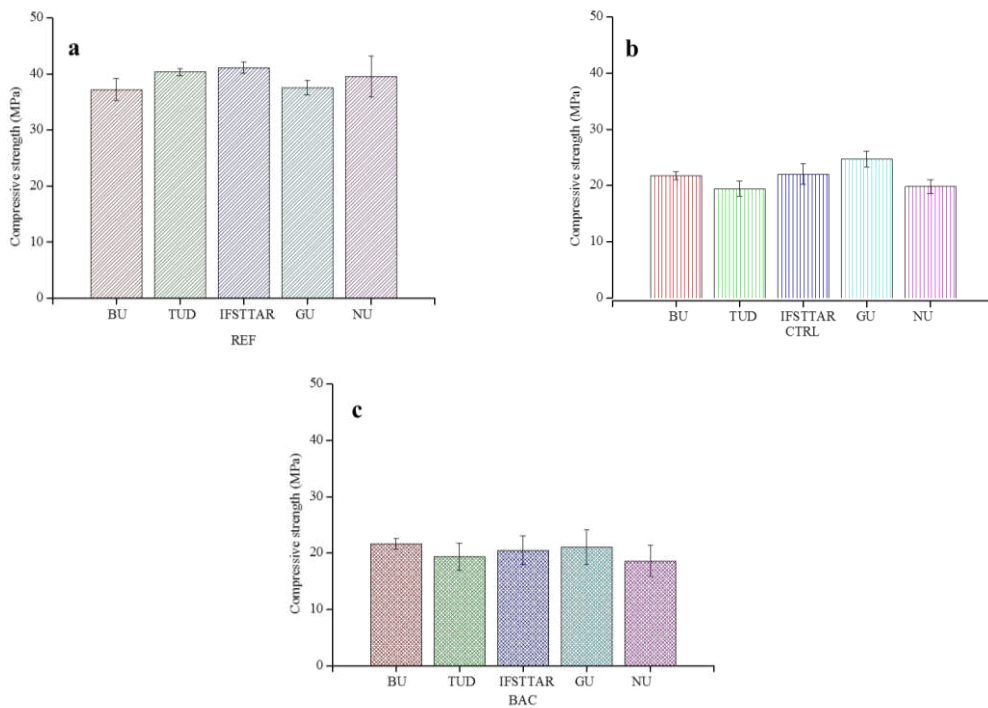 a
Compressive strength (MPa)
50
40
30
20
10
0
BU TUD IFSTTAR GU NU
REF
b
Compressive strength (MPa)
50
40
30
20
10
0
BU TUD IFSTTAR GU NU
CTRL
c
Compressive strength (MPa)
50
40
30
20
10
0
BU TUD IFSTTAR GU NU
BAC